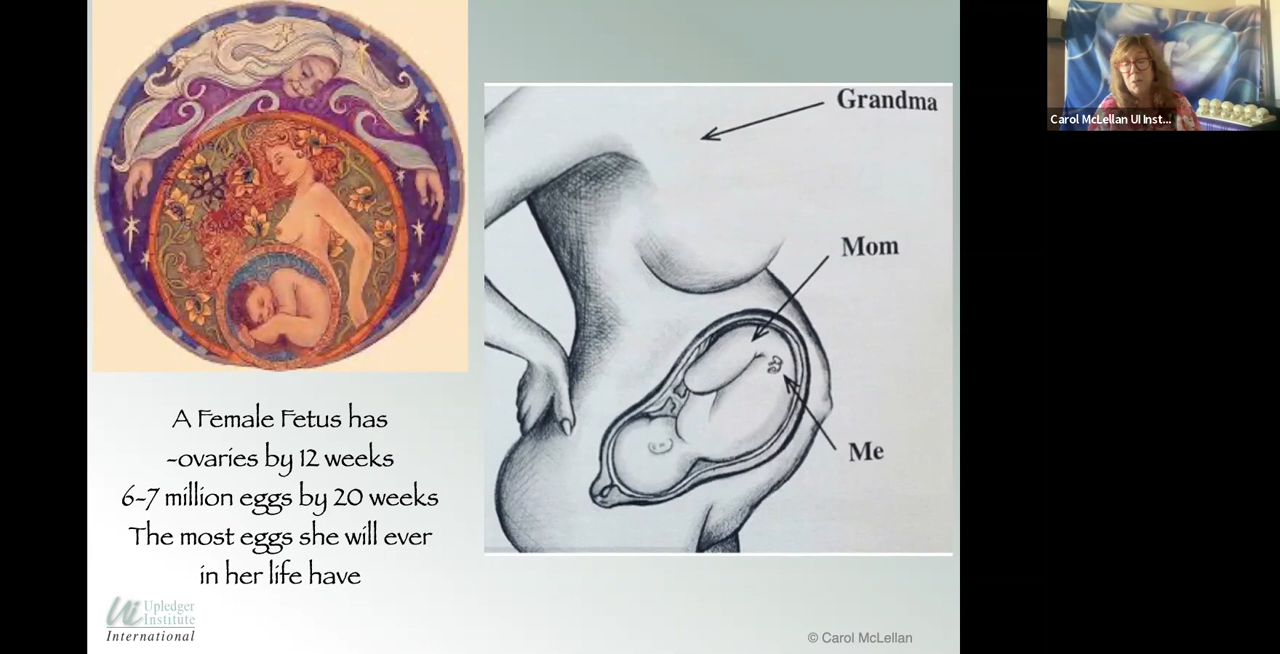 Grandma
Mom
Me
A Female Fetus has
-ovaries by 12 weeks
6-7 million eggs by 20 weeks
The most eggs she will ever
in her life have
Ui Upledger
Institute
International
© Carol McLellan
Carol McLellan UI Inst...